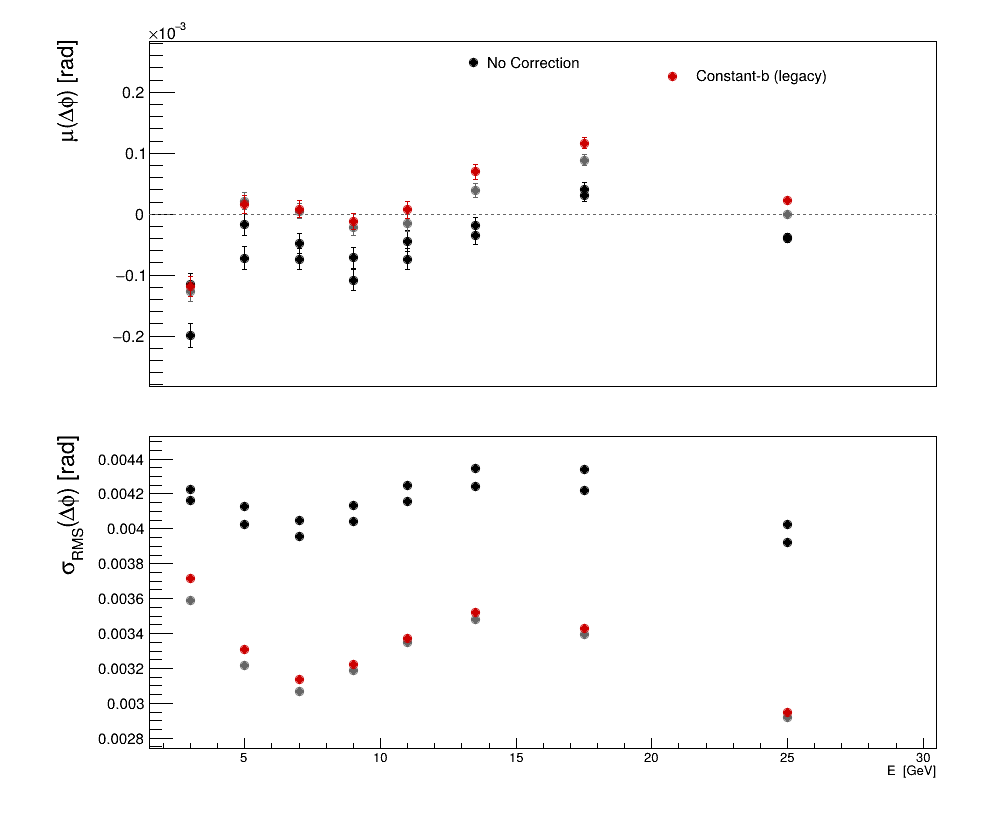 ×10⁻³
μ(Δϕ) [rad]
No Correction
Constant-b (legacy)
0.2
0.1
0
−0.1
−0.2
σRMS(Δϕ) [rad]
0.0044
0.0042
0.004
0.0038
0.0036
0.0034
0.0032
0.003
0.0028
5 10 15 20 25 30
E [GeV]